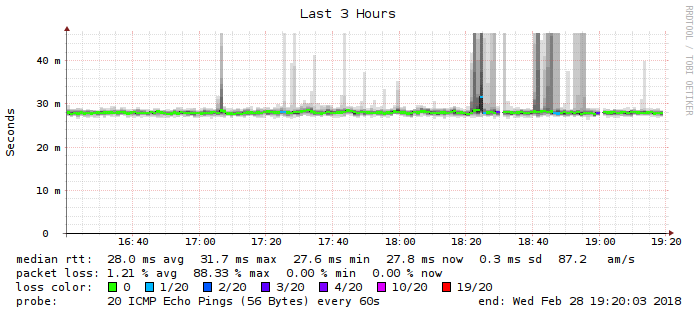 Last 3 Hours
RRDTOOL / TOBI OETIKER
Seconds
40 m
30 m
20 m
10 m
0
16:40 17:00 17:20 17:40 18:00 18:20 18:40 19:00 19:20
median rtt: 28.0 ms avg 31.7 ms max 27.6 ms min 27.8 ms now 0.3 ms sd 87.2 am/s
packet loss: 1.21 % avg 88.33 % max 0.00 % min 0.00 % now
loss color: 0 1/20 2/20 3/20 4/20 10/20 19/20
probe: 20 ICMP Echo Pings (56 Bytes) every 60s end: Wed Feb 28 19:20:03 2018